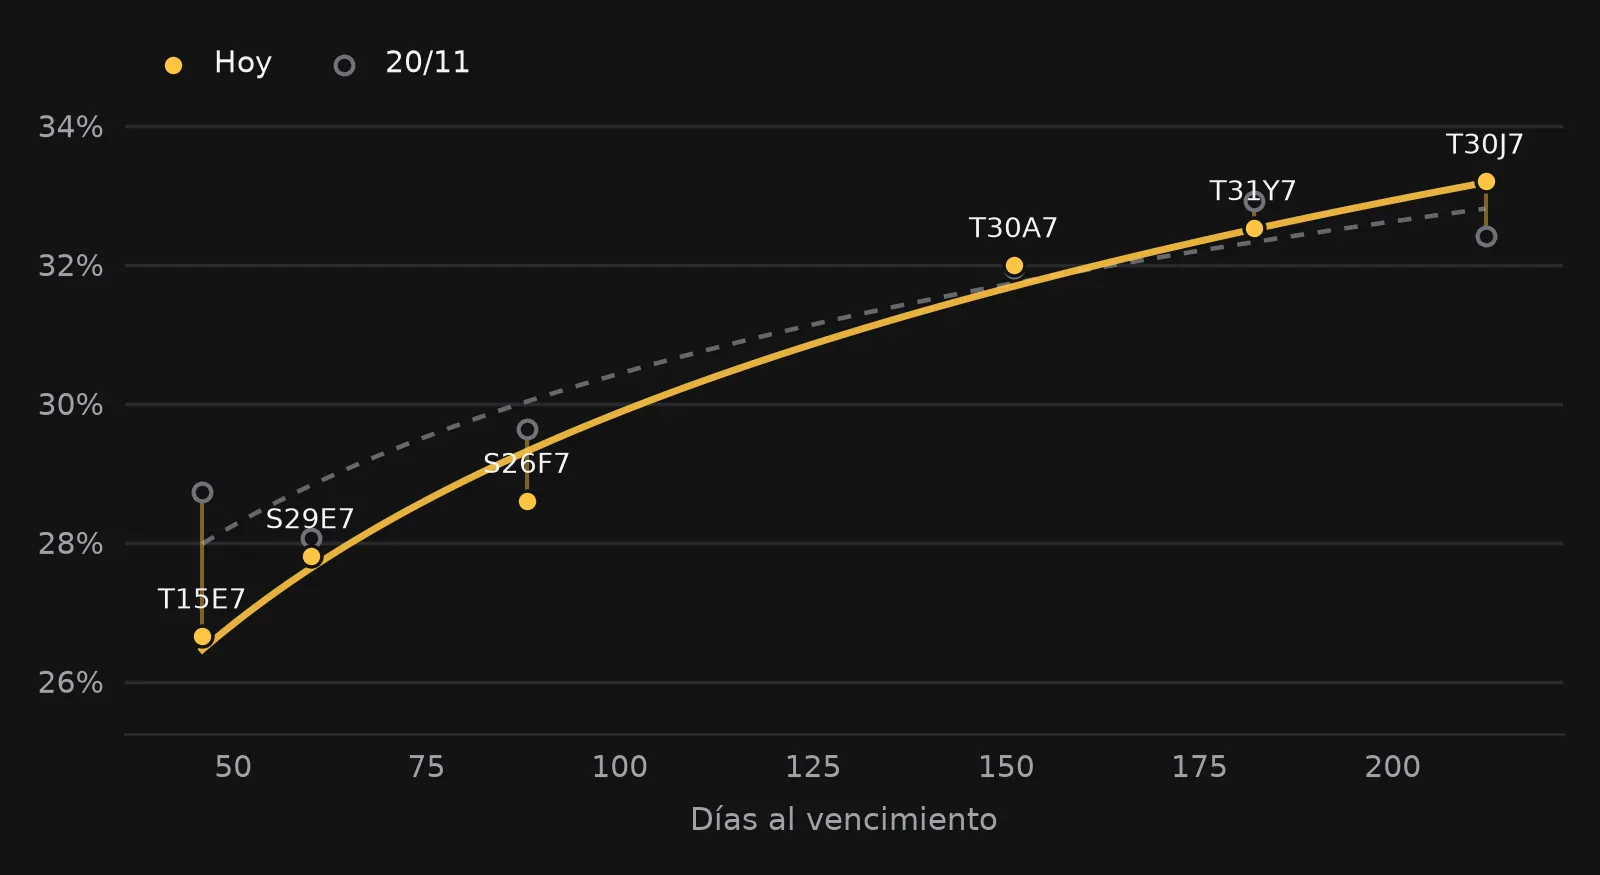 Hoy 20/11
34%
T30J7
T31Y7
T30A7
32%
30%
S26F7
S29E7
28%
T15E7
26%
50 75 100 125 150 175 200
Días al vencimiento